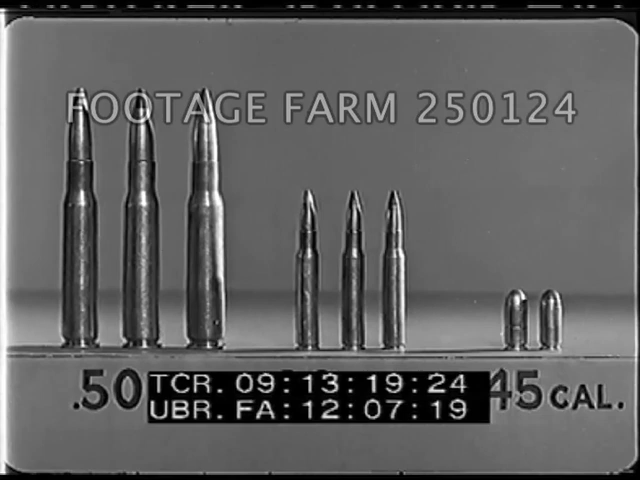 FOOTAGE FARM 250124
.50 45 CAL.
TCR. 09:13:19:24
UBR. FA:12:07:19